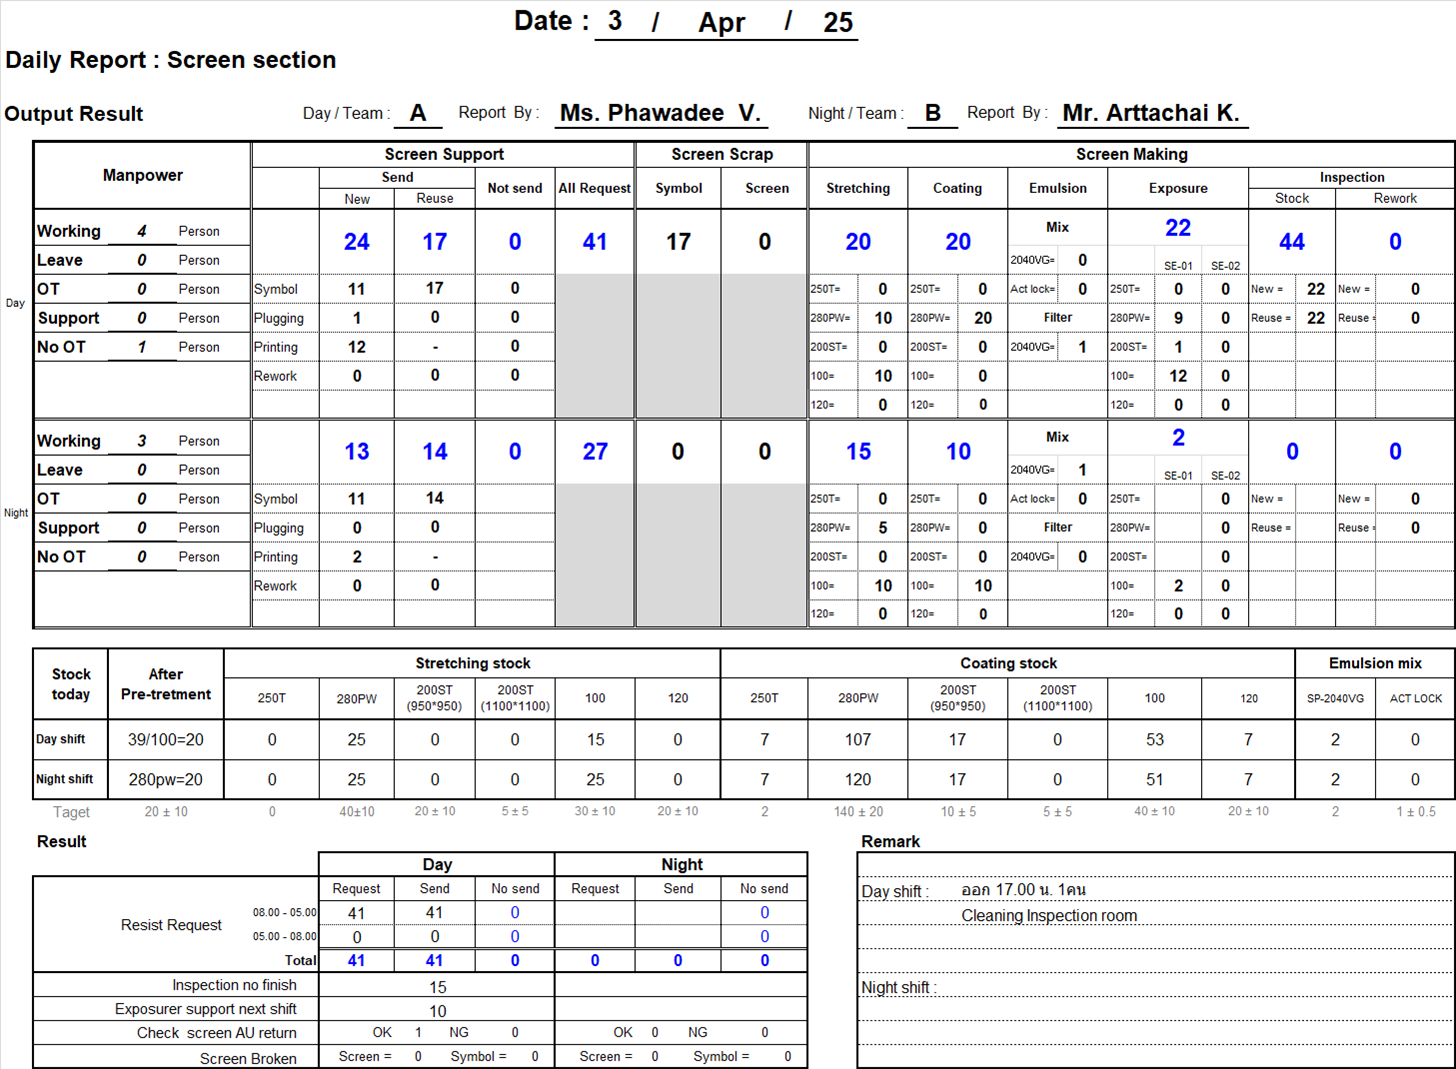 Date : 3 / Apr / 25
Daily Report : Screen section
Output Result Day / Team : A Report By : Ms. Phawadee V. Night / Team : B Report By : Mr. Arttachai K.
Manpower Screen Support Screen Scrap Screen Making
Send Not send All Request Symbol Screen Stretching Coating Emulsion Exposure Inspection
New Reuse Stock Rework
Day
Working 4 Person 24 17 0 41 17 0 20 20 Mix 22 44 0
Leave 0 Person 2040VG= 0 SE-01 SE-02
OT 0 Person Symbol 11 17 0 250T= 0 250T= 0 Act lock= 0 250T= 0 0 New = 22 New = 0
Support 0 Person Plugging 1 0 0 280PW= 10 280PW= 20 Filter 280PW= 9 0 Reuse = 22 Reuse = 0
No OT 1 Person Printing 12 - 0 200ST= 0 200ST= 0 2040VG= 1 200ST= 1 0
Rework 0 0 0 100= 10 100= 0 100= 12 0
120= 0 120= 0 120= 0 0
Night
Working 3 Person 13 14 0 27 0 0 15 10 Mix 2 0 0
Leave 0 Person 2040VG= 1 SE-01 SE-02
OT 0 Person Symbol 11 14 250T= 0 250T= 0 Act lock= 0 250T= 0 New = New = 0
Support 0 Person Plugging 0 0 280PW= 5 280PW= 0 Filter 280PW= 0 Reuse = Reuse = 0
No OT 0 Person Printing 2 - 200ST= 0 200ST= 0 2040VG= 0 200ST= 0
Rework 0 0 100= 10 100= 10 100= 2 0
120= 0 120= 0 120= 0 0
Stock today After Pre-tretment Stretching stock Coating stock Emulsion mix
250T 280PW 200ST (950*950) 200ST (1100*1100) 100 120 250T 280PW 200ST (950*950) 200ST (1100*1100) 100 120 SP-2040VG ACT LOCK
Day shift 39/100=20 0 25 0 0 15 0 7 107 17 0 53 7 2 0
Night shift 280pw=20 0 25 0 0 25 0 7 120 17 0 51 7 2 0
Taget 20 ± 10 0 40±10 20 ± 10 5 ± 5 30 ± 10 20 ± 10 2 140 ± 20 10 ± 5 5 ± 5 40 ± 10 20 ± 10 2 1 ± 0.5
Result
Day Night
Request Send No send Request Send No send
Resist Request
08.00 - 05.00 41 41 0 0
05.00 - 08.00 0 0 0 0
Total 41 41 0 0 0 0
Inspection no finish 15
Exposurer support next shift 10
Check screen AU return OK 1 NG 0 OK 0 NG 0
Screen Broken Screen = 0 Symbol = 0 Screen = 0 Symbol = 0
Remark
Day shift : ออก 17.00 น. 1คน
Cleaning Inspection room
Night shift :